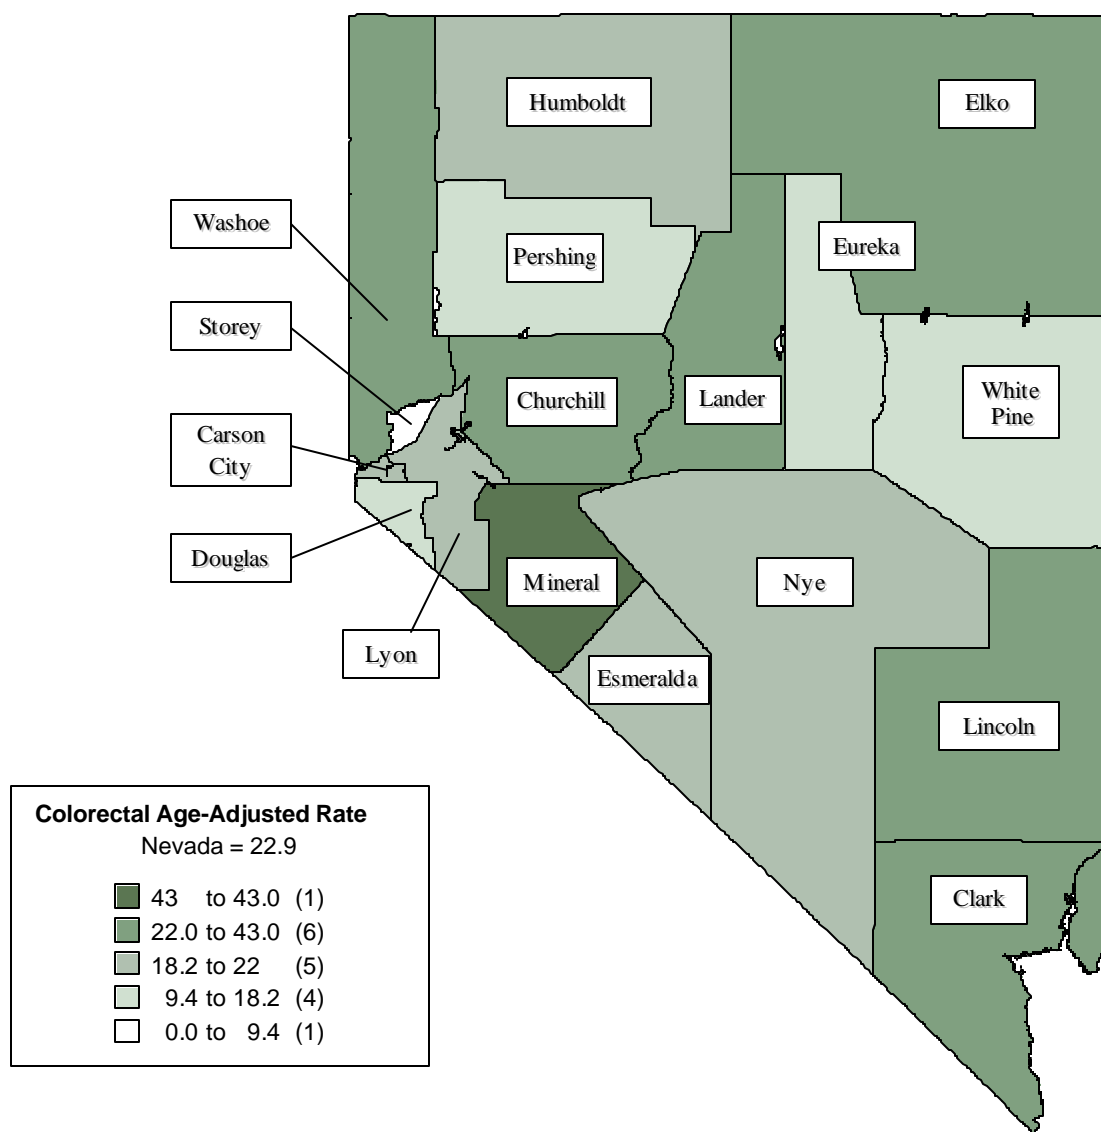 Humboldt
Elko
Washoe
Eureka
Pershing
Storey
White
Pine
Churchill
Lander
Carson
City
Douglas
Mineral
Nye
Lyon
Esmeralda
Lincoln
Clark
Colorectal Age-Adjusted Rate
Nevada = 22.9
43 to 43.0 (1)
22.0 to 43.0 (6)
18.2 to 22 (5)
9.4 to 18.2 (4)
0.0 to 9.4 (1)